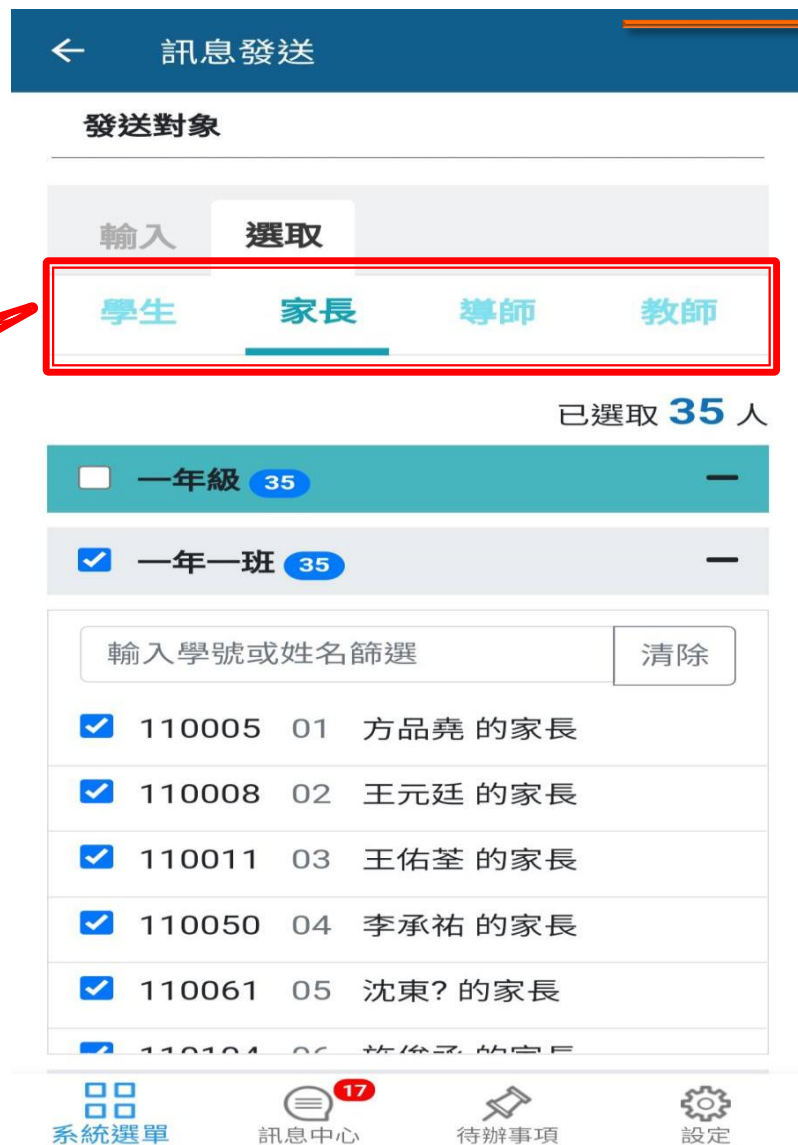 訊息發送
發送對象
輸入 選取
學生 家長 導師 教師
已選取 35 人
一年級 35
一年一班 35
輸入學號或姓名篩選 清除
110005 01 方品堯 的家長
110008 02 王元廷 的家長
110011 03 王佑荃 的家長
110050 04 李承祐 的家長
110061 05 沈東? 的家長
17
系統選單 訊息中心 待辦事項 設定